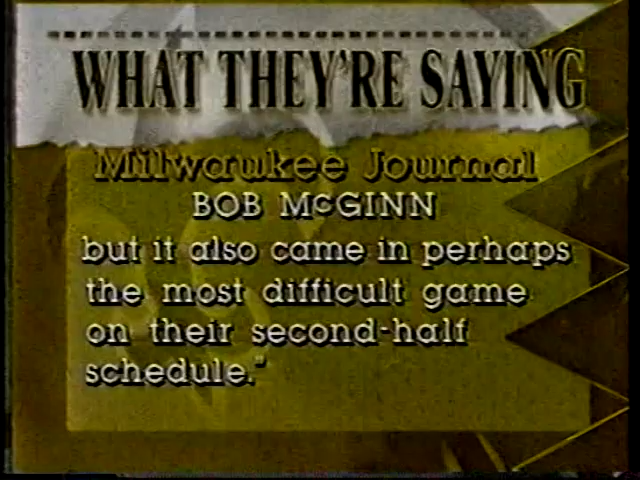 WHAT THEY'RE SAYING
Milwaukee Journal
BOB McGINN
but it also came in perhaps
the most difficult game
on their second-half
schedule."